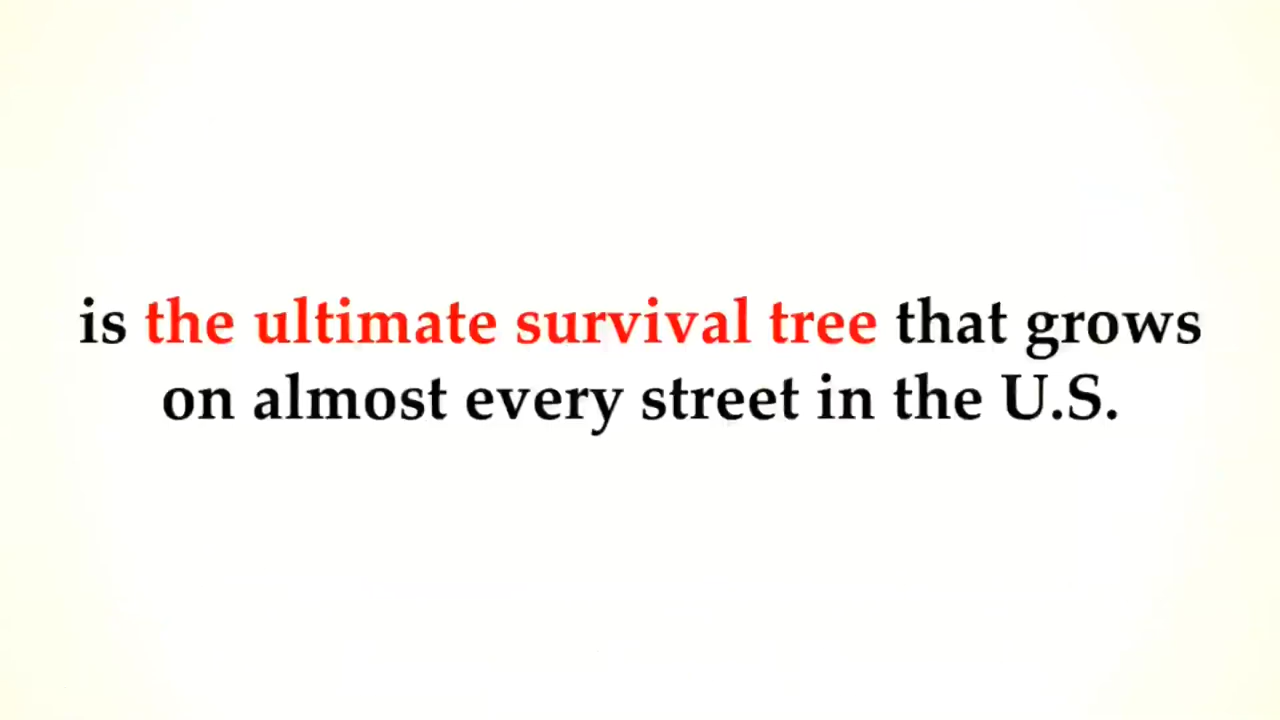 is the ultimate survival tree that grows
on almost every street in the U.S.